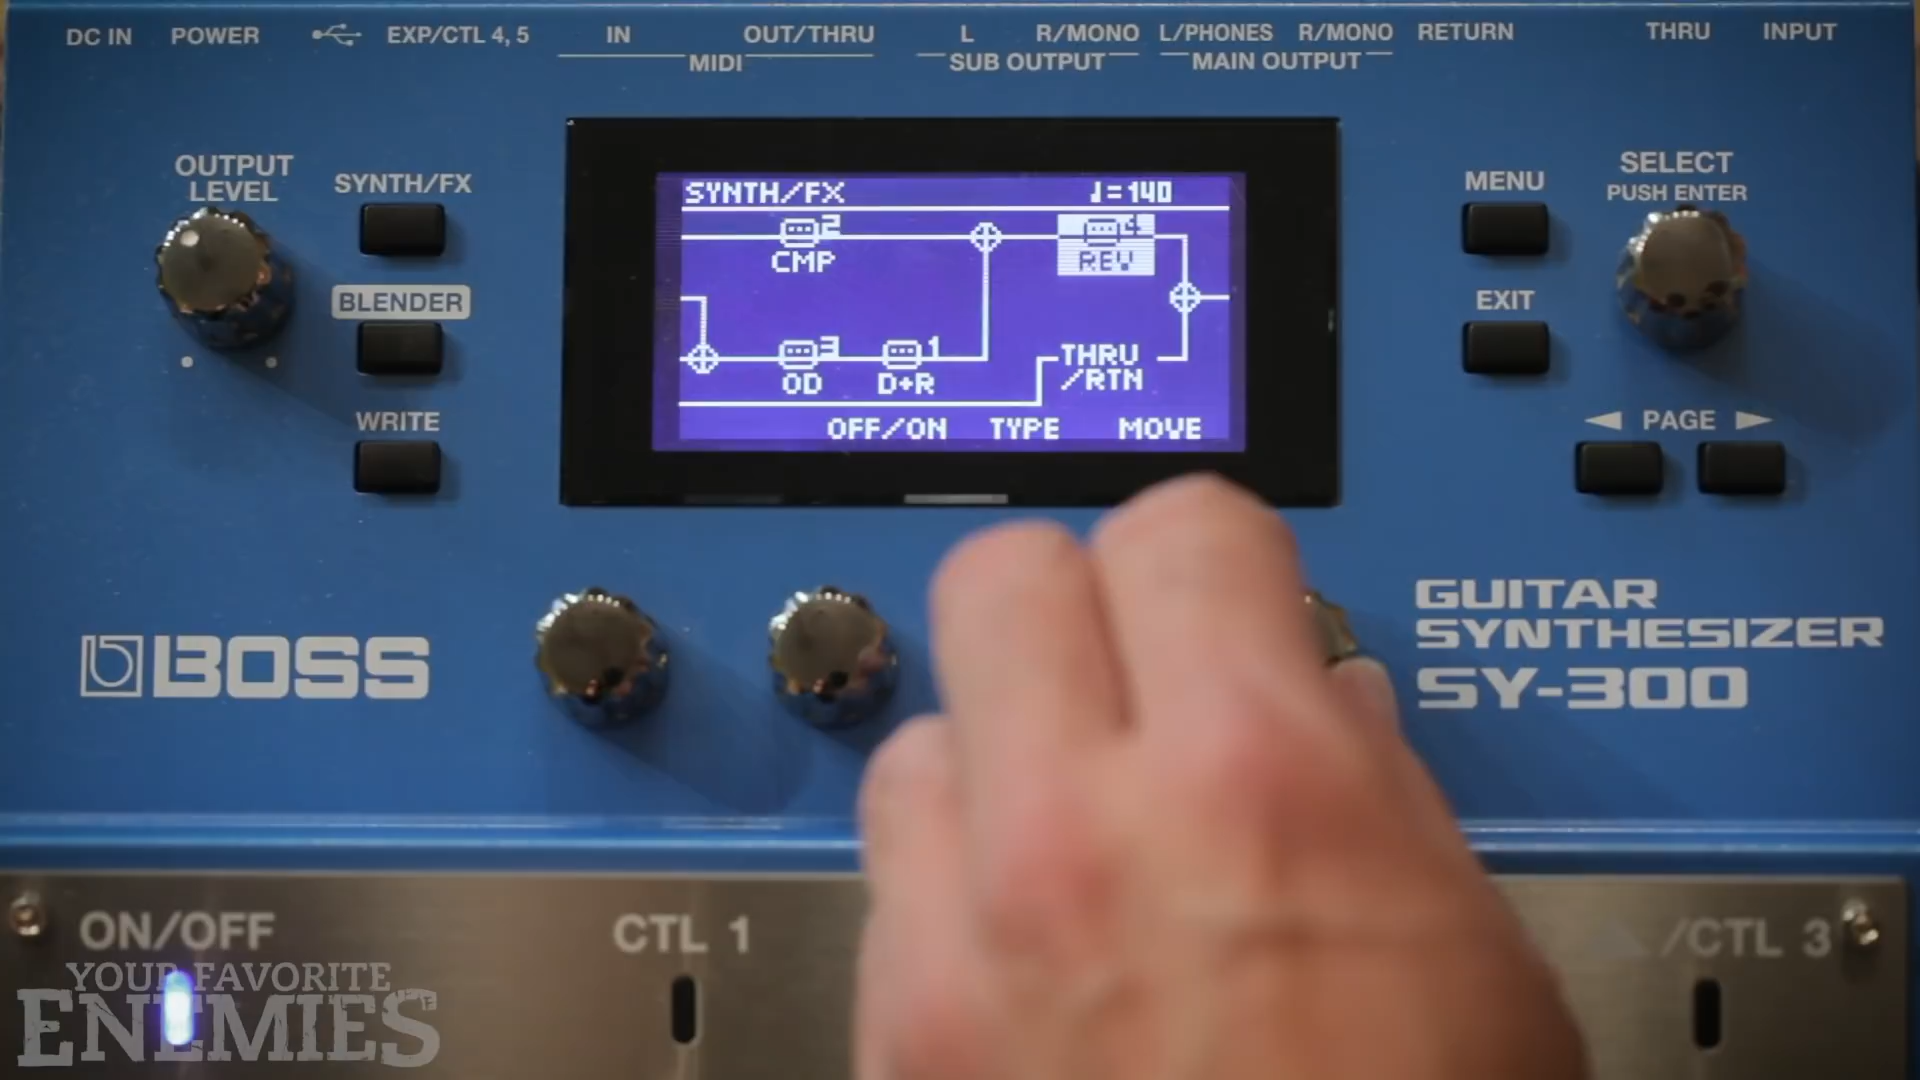 DC IN POWER EXP/CTL 4, 5 IN OUT/THRU L R/MONO L/PHONES R/MONO RETURN THRU INPUT
MIDI SUB OUTPUT MAIN OUTPUT
OUTPUT
LEVEL
SYNTH/FX
BLENDER
WRITE
SYNTH/FX ♩=140
2 4
CMP REV
3 1
OD D+R
THRU
/RTN
OFF/ON TYPE MOVE
MENU
EXIT
SELECT
PUSH ENTER
◀ PAGE ▶
BOSS
GUITAR
SYNTHESIZER
SY-300
ON/OFF CTL 1 /CTL 3
YOUR FAVORITE
ENEMIES